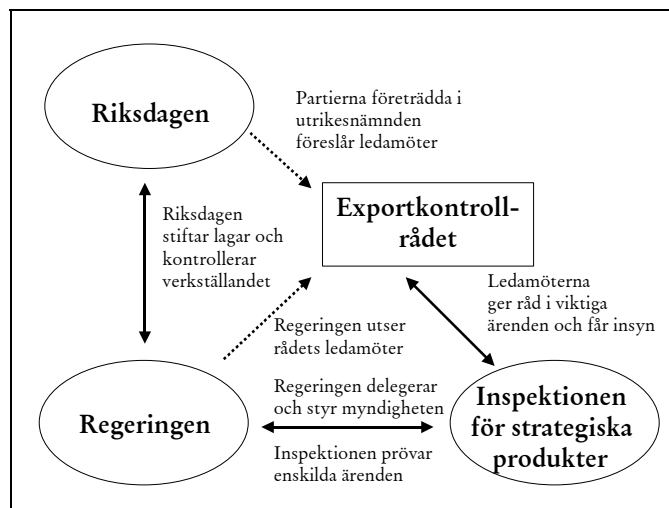 Riksdagen
Partierna företrädda i
utrikesnämnden
föreslår ledamöter
Exportkontroll-
rådet
Riksdagen
stiftar lagar och
kontrollerar
verkställandet
Ledamöterna
ger råd i viktiga
ärenden och får insyn
Regeringen utser
rådets ledamöter
Regeringen
Regeringen delegerar
och styr myndigheten
Inspektionen prövar
enskilda ärenden
Inspektionen
för strategiska
produkter